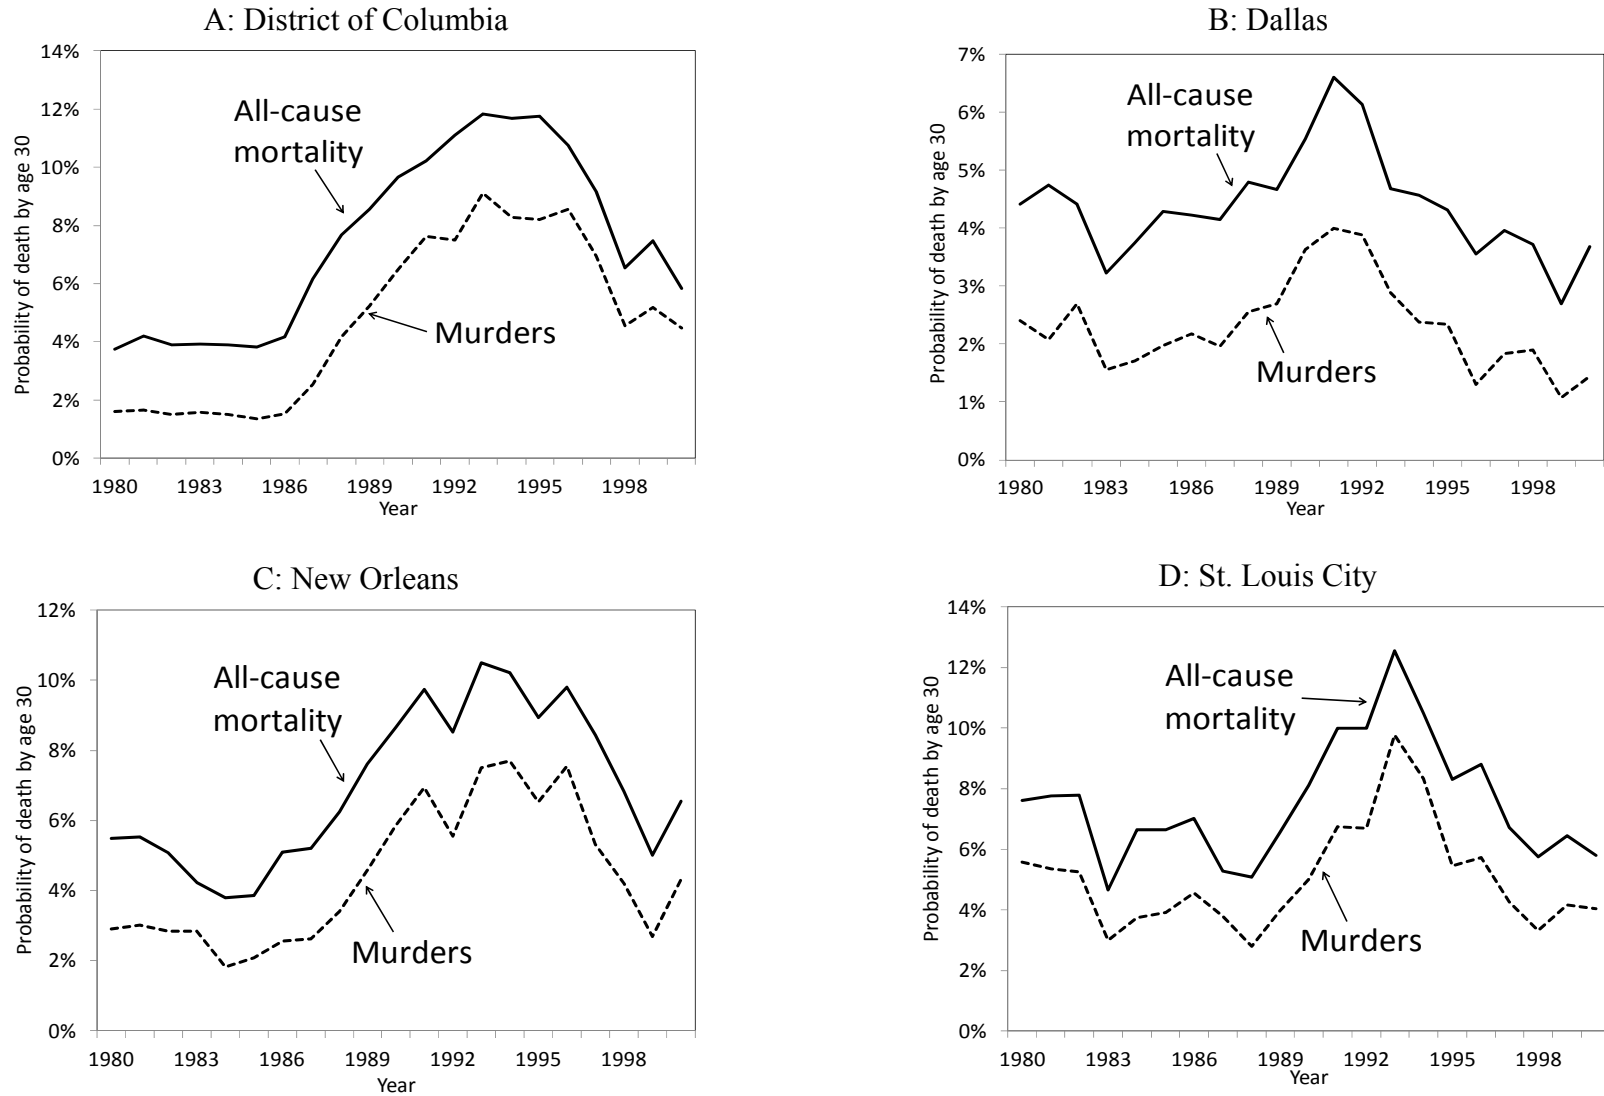 A: District of Columbia
14%
12%
10%
8%
6%
4%
2%
0%
Probability of death by age 30
All-cause
mortality
Murders
1980 1983 1986 1989 1992 1995 1998
Year
B: Dallas
7%
6%
5%
4%
3%
2%
1%
0%
Probability of death by age 30
All-cause
mortality
Murders
1980 1983 1986 1989 1992 1995 1998
Year
C: New Orleans
12%
10%
8%
6%
4%
2%
0%
Probability of death by age 30
All-cause
mortality
Murders
1980 1983 1986 1989 1992 1995 1998
Year
D: St. Louis City
14%
12%
10%
8%
6%
4%
2%
0%
Probability of death by age 30
All-cause
mortality
Murders
1980 1983 1986 1989 1992 1995 1998
Year